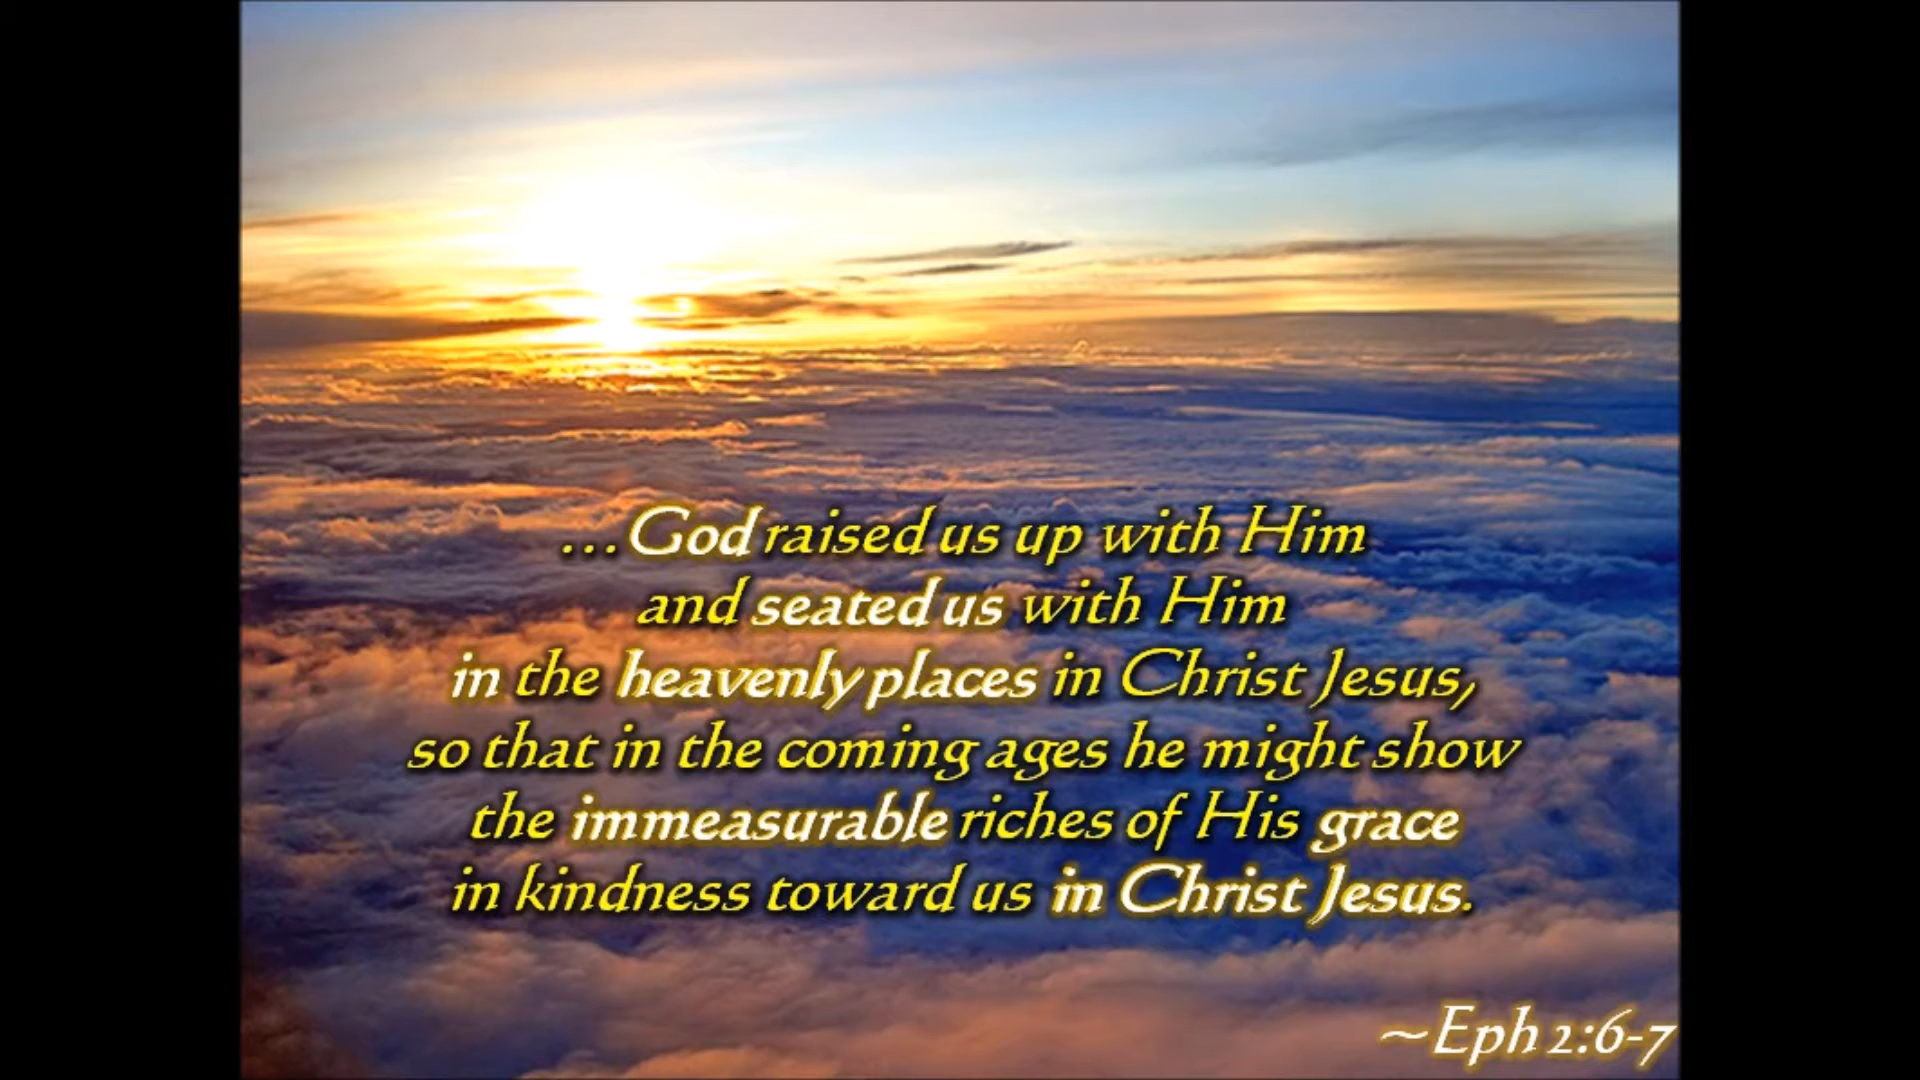 ...God raised us up with Him
and seated us with Him
in the heavenly places in Christ Jesus,
so that in the coming ages he might show
the immeasurable riches of His grace
in kindness toward us in Christ Jesus.
~Eph 2:6-7